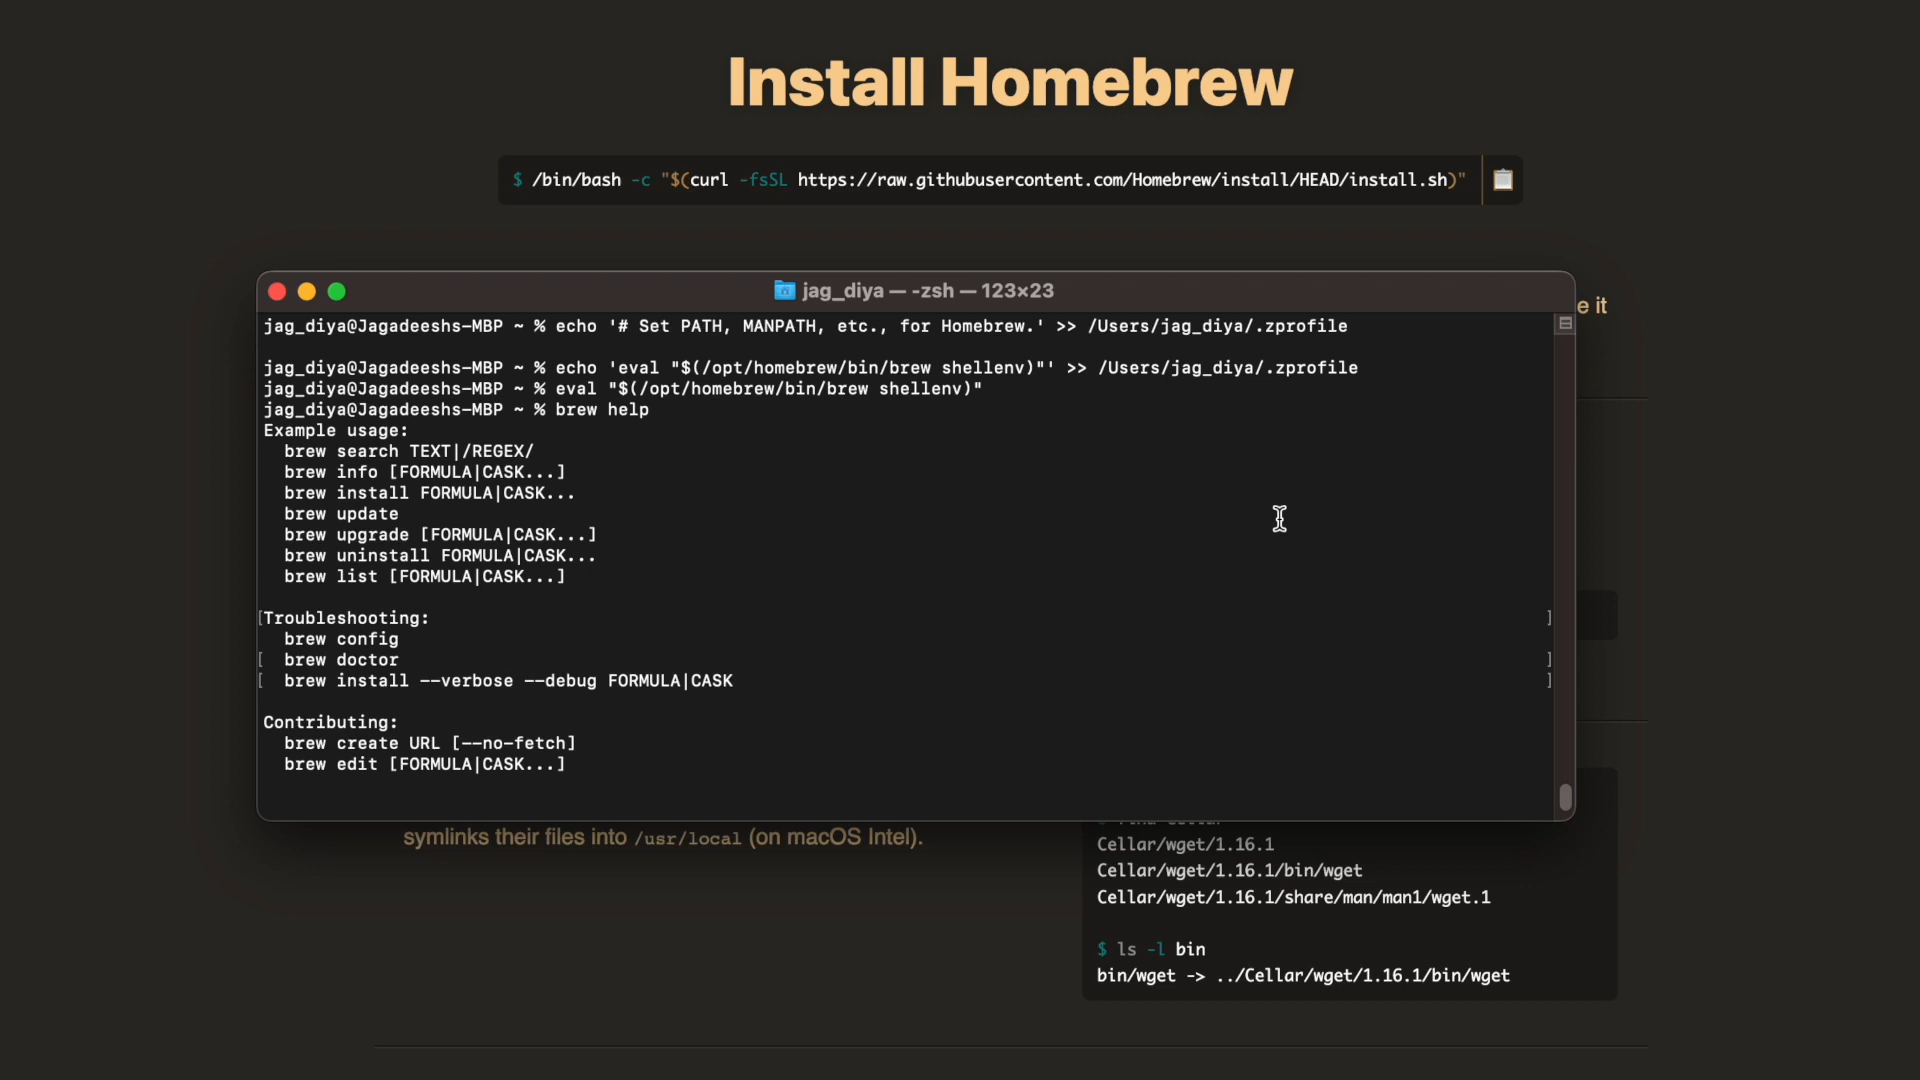 Install Homebrew
$ /bin/bash -c "$(curl -fsSL https://raw.githubusercontent.com/Homebrew/install/HEAD/install.sh)"
jag_diya — -zsh — 123×23
e it
jag_diya@Jagadeeshs-MBP ~ % echo '# Set PATH, MANPATH, etc., for Homebrew.' >> /Users/jag_diya/.zprofile
jag_diya@Jagadeeshs-MBP ~ % echo 'eval "$(/opt/homebrew/bin/brew shellenv)"' >> /Users/jag_diya/.zprofile
jag_diya@Jagadeeshs-MBP ~ % eval "$(/opt/homebrew/bin/brew shellenv)"
jag_diya@Jagadeeshs-MBP ~ % brew help
Example usage:
brew search TEXT|/REGEX/
brew info [FORMULA|CASK...]
brew install FORMULA|CASK...
brew update
brew upgrade [FORMULA|CASK...]
brew uninstall FORMULA|CASK...
brew list [FORMULA|CASK...]
[Troubleshooting: ]
brew config
[ brew doctor ]
[ brew install --verbose --debug FORMULA|CASK ]
Contributing:
brew create URL [--no-fetch]
brew edit [FORMULA|CASK...]
symlinks their files into /usr/local (on macOS Intel).
Cellar/wget/1.16.1
Cellar/wget/1.16.1/bin/wget
Cellar/wget/1.16.1/share/man/man1/wget.1
$ ls -l bin
bin/wget -> ../Cellar/wget/1.16.1/bin/wget